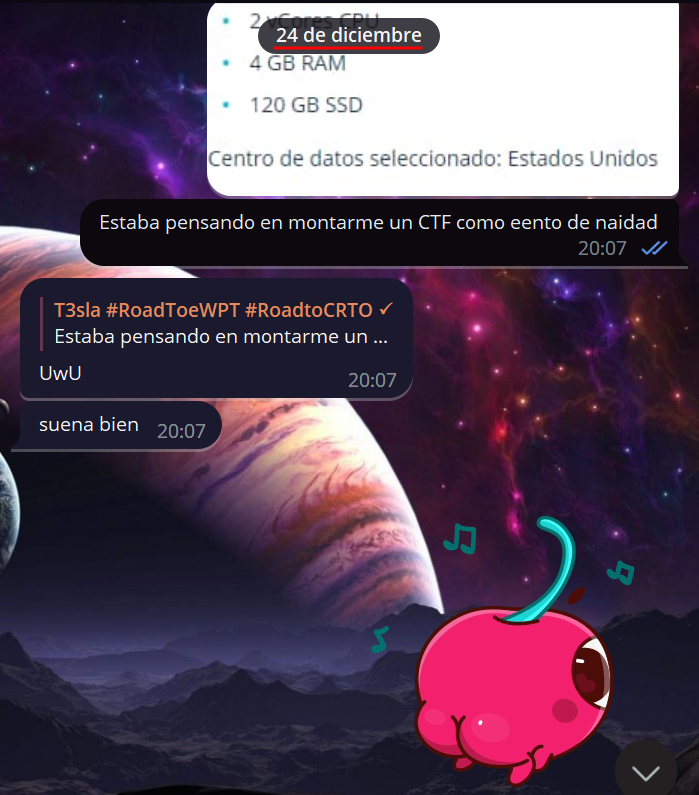 2 vCores CPU
24 de diciembre
4 GB RAM
120 GB SSD
Centro de datos seleccionado: Estados Unidos
Estaba pensando en montarme un CTF como eento de naidad
20:07
T3sla #RoadToeWPT #RoadtoCRTO ✓
Estaba pensando en montarme un ...
UwU
20:07
suena bien 20:07